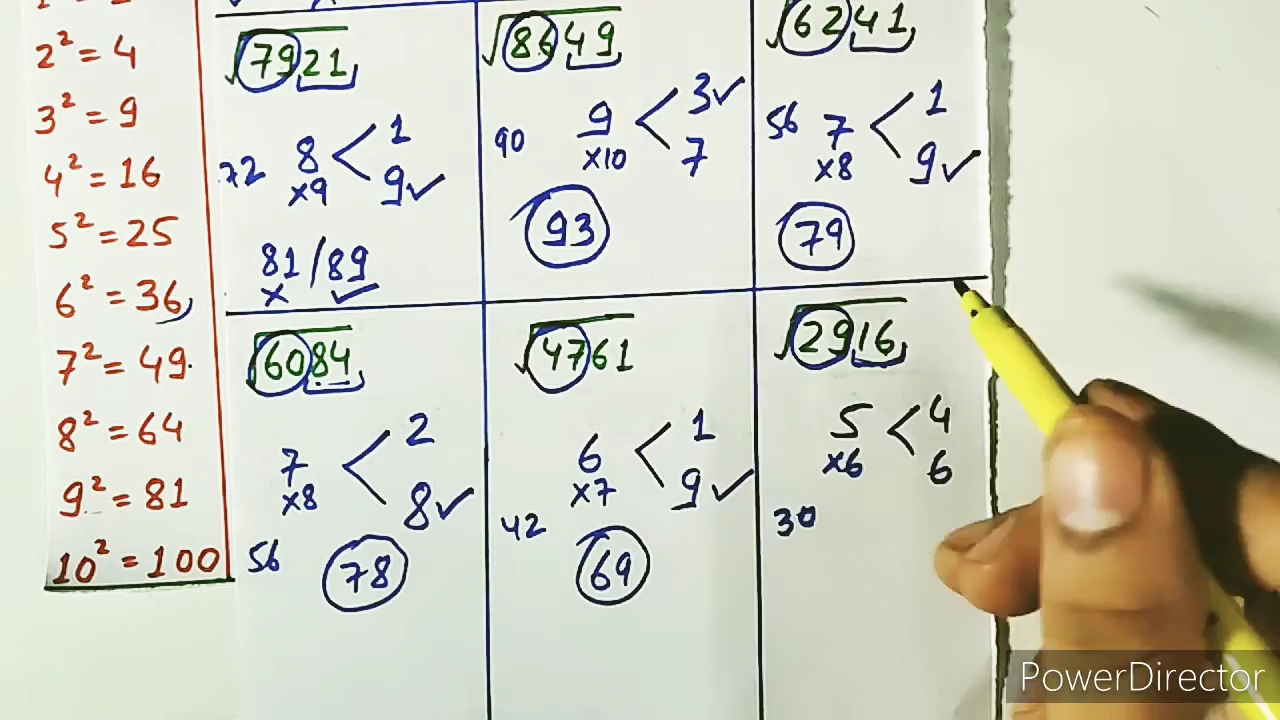 2² = 4
3² = 9
4² = 16
5² = 25
6² = 36
7² = 49
8² = 64
9² = 81
10² = 100
√7921
72 8 < 1
×9 9✓
81/89
× ✓
√8649
90 9 < 3✓
×10 7
93
√6241
56 7 < 1
×8 9✓
79
√6084
7 < 2
×8 8✓
56 78
√4761
6 < 1
×7 9✓
42
69
√2916
5 < 4
×6 6
30
PowerDirector